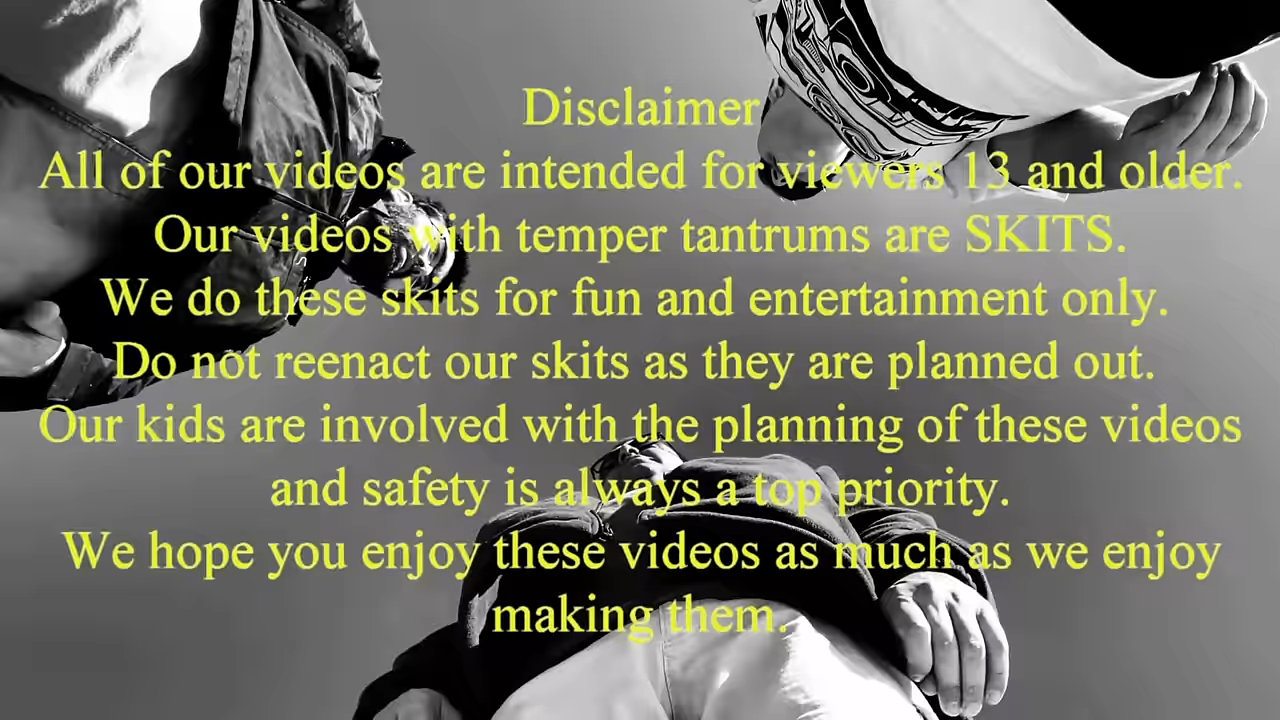 Disclaimer
All of our videos are intended for viewers 13 and older.
Our videos with temper tantrums are SKITS.
We do these skits for fun and entertainment only.
Do not reenact our skits as they are planned out.
Our kids are involved with the planning of these videos
and safety is always a top priority.
We hope you enjoy these videos as much as we enjoy
making them.